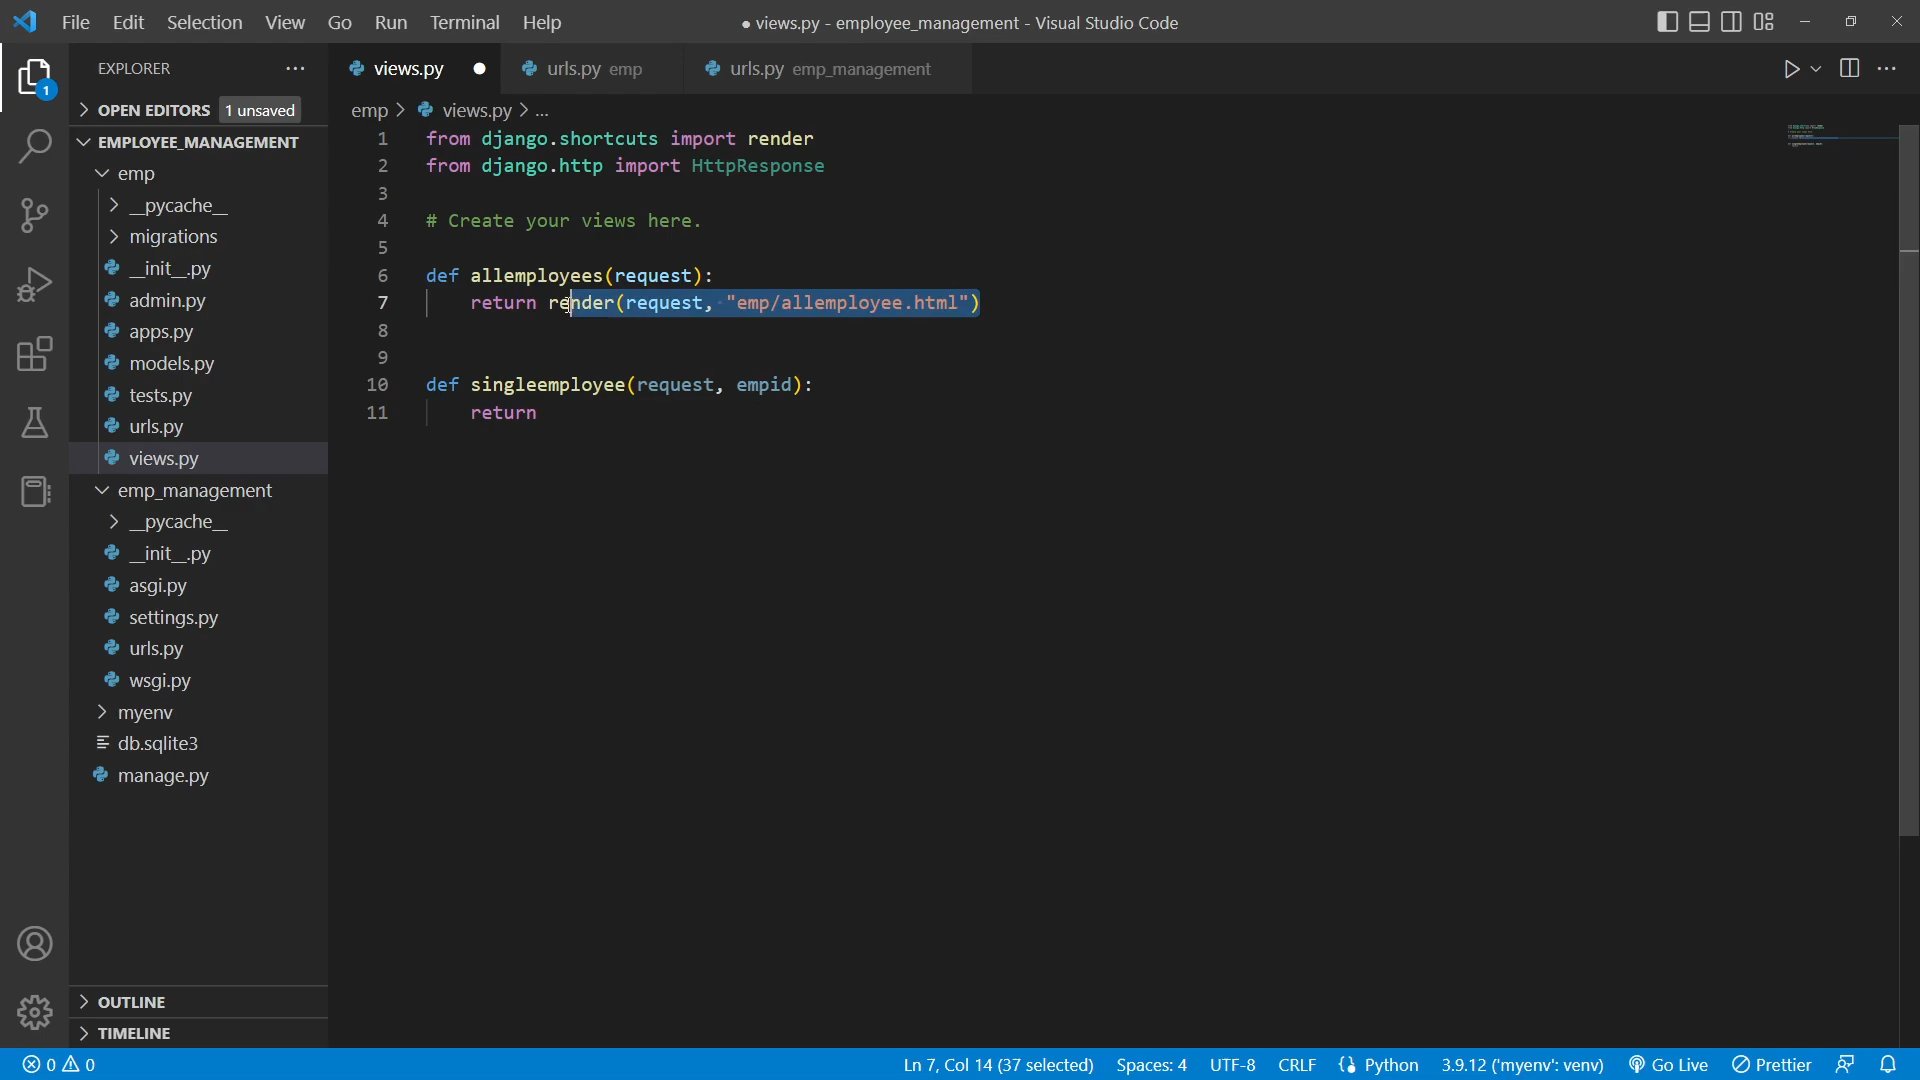 File Edit Selection View Go Run Terminal Help
● views.py - employee_management - Visual Studio Code
EXPLORER ···
views.py ●
urls.py emp
urls.py emp_management
1
OPEN EDITORS 1 unsaved
EMPLOYEE_MANAGEMENT
emp
__pycache__
migrations
__init__.py
admin.py
apps.py
models.py
tests.py
urls.py
views.py
emp_management
__pycache__
__init__.py
asgi.py
settings.py
urls.py
wsgi.py
myenv
db.sqlite3
manage.py
OUTLINE
TIMELINE
emp > views.py > ...
1 from django.shortcuts import render
2 from django.http import HttpResponse
3
4 # Create your views here.
5
6 def allemployees(request):
7 return render(request, "emp/allemployee.html")
8
9
10 def singleemployee(request, empid):
11 return
0 0
Ln 7, Col 14 (37 selected) Spaces: 4 UTF-8 CRLF Python 3.9.12 ('myenv': venv) Go Live Prettier